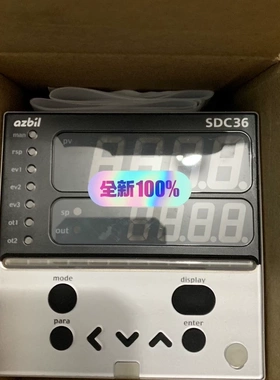 azbil
SDC36
man
rsp
ev1
ev2
ev3
ot1
ot2
pv
sp
out
全新100%
mode
display
para
enter